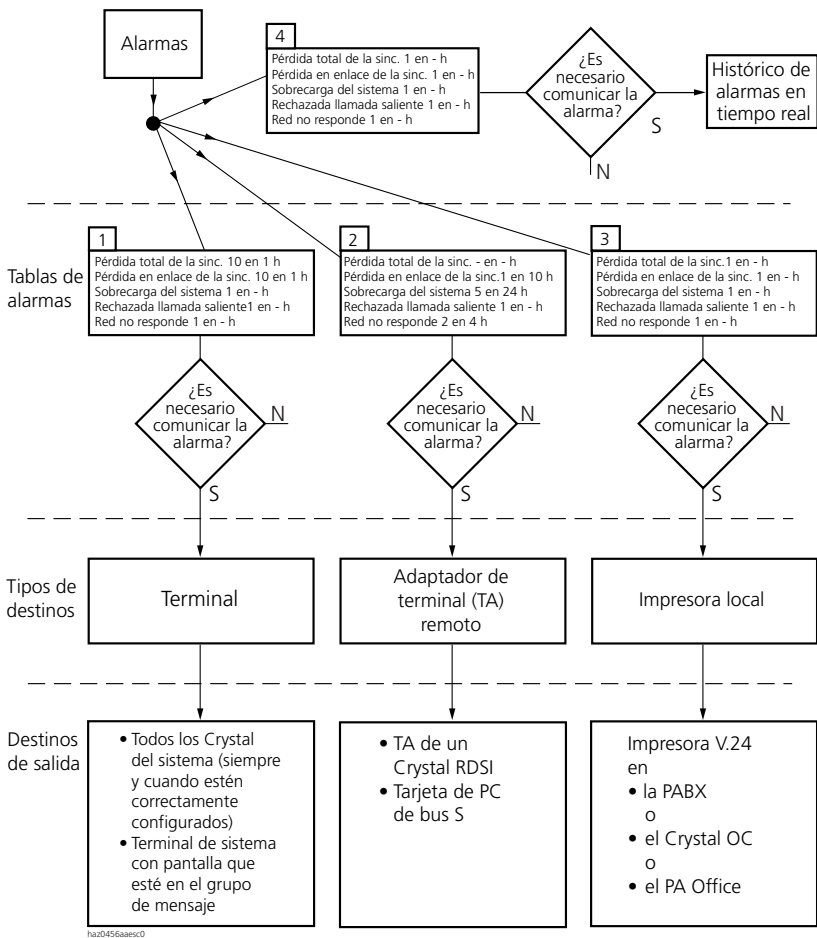 Alarmas
4
Pérdida total de la sinc. 1 en - h
Pérdida en enlace de la sinc. 1 en - h
Sobrecarga del sistema 1 en - h
Rechazada llamada saliente 1 en - h
Red no responde 1 en - h
¿Es
necesario
comunicar la
alarma?
S
N
Histórico de
alarmas en
tiempo real
Tablas de
alarmas
1
Pérdida total de la sinc. 10 en 1 h
Pérdida en enlace de la sinc. 10 en 1 h
Sobrecarga del sistema 1 en - h
Rechazada llamada saliente1 en - h
Red no responde 1 en - h
2
Pérdida total de la sinc. - en - h
Pérdida en enlace de la sinc.1 en 10 h
Sobrecarga del sistema 5 en 24 h
Rechazada llamada saliente 1 en - h
Red no responde 2 en 4 h
3
Pérdida total de la sinc.1 en - h
Pérdida en enlace de la sinc. 1 en - h
Sobrecarga del sistema 1 en - h
Rechazada llamada saliente 1 en - h
Red no responde 1 en - h
¿Es
necesario
comunicar la
alarma?
N
S
¿Es
necesario
comunicar la
alarma?
N
S
¿Es
necesario
comunicar la
alarma?
N
S
Tipos de
destinos
Terminal
Adaptador de
terminal (TA)
remoto
Impresora local
Destinos
de salida
• Todos los Crystal
del sistema (siempre
y cuando estén
correctamente
configurados)
• Terminal de sistema
con pantalla que
esté en el grupo
de mensaje
• TA de un
Crystal RDSI
• Tarjeta de PC
de bus S
Impresora V.24
en
• la PABX
o
• el Crystal OC
o
• el PA Office
haz0456aaesc0